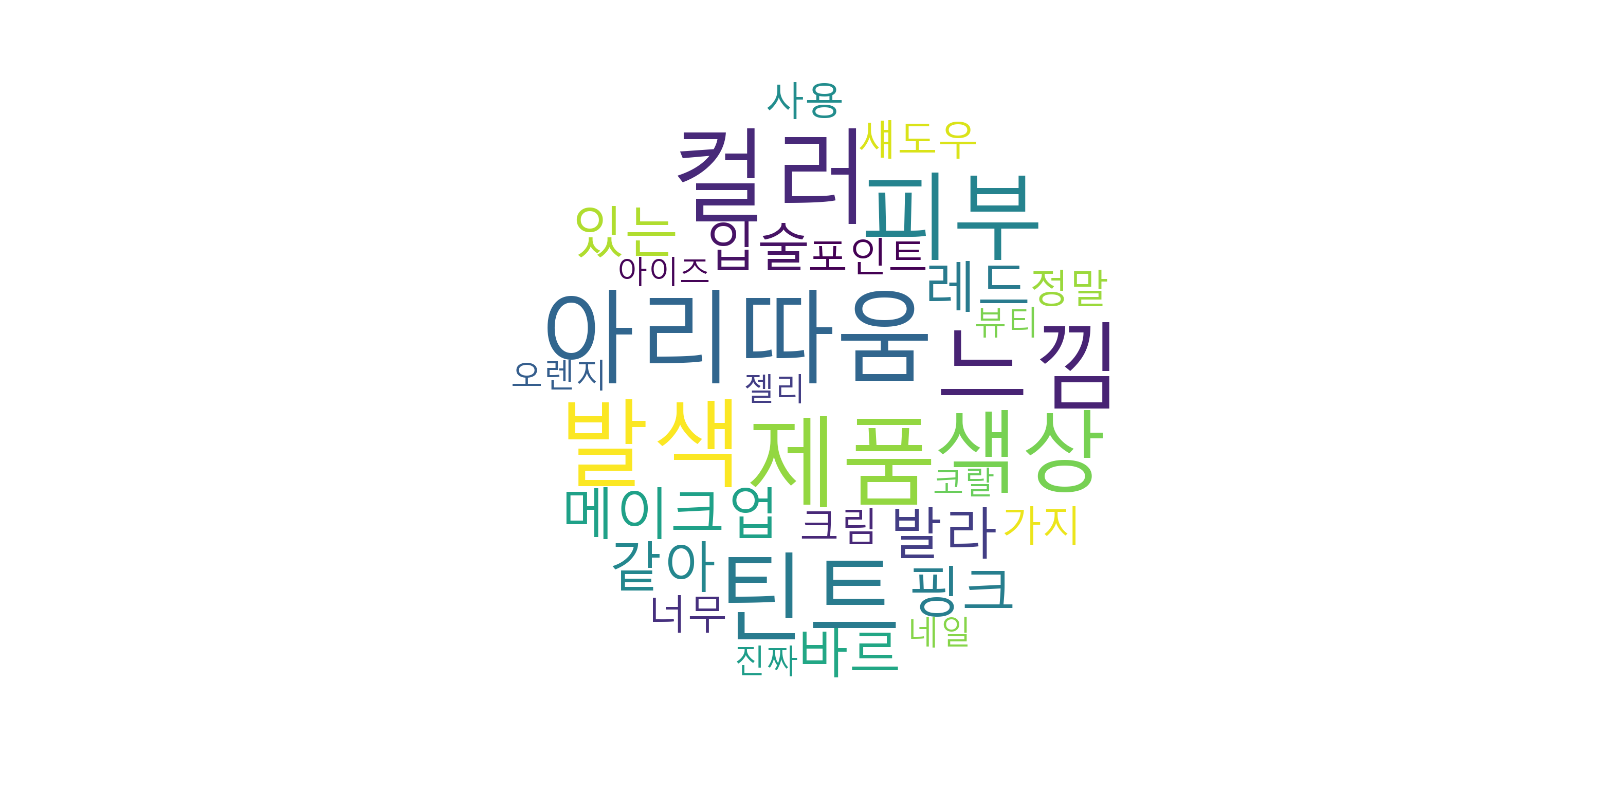 사용
컬러
섀도우
피부
있는
입술
포인트
아이즈
레드
정말
뷰티
아리따움
느낌
오렌지
젤리
발색
제품
색상
코랄
메이크업
크림
발라
가지
같아
틴트
핑크
너무
네일
진짜
바르